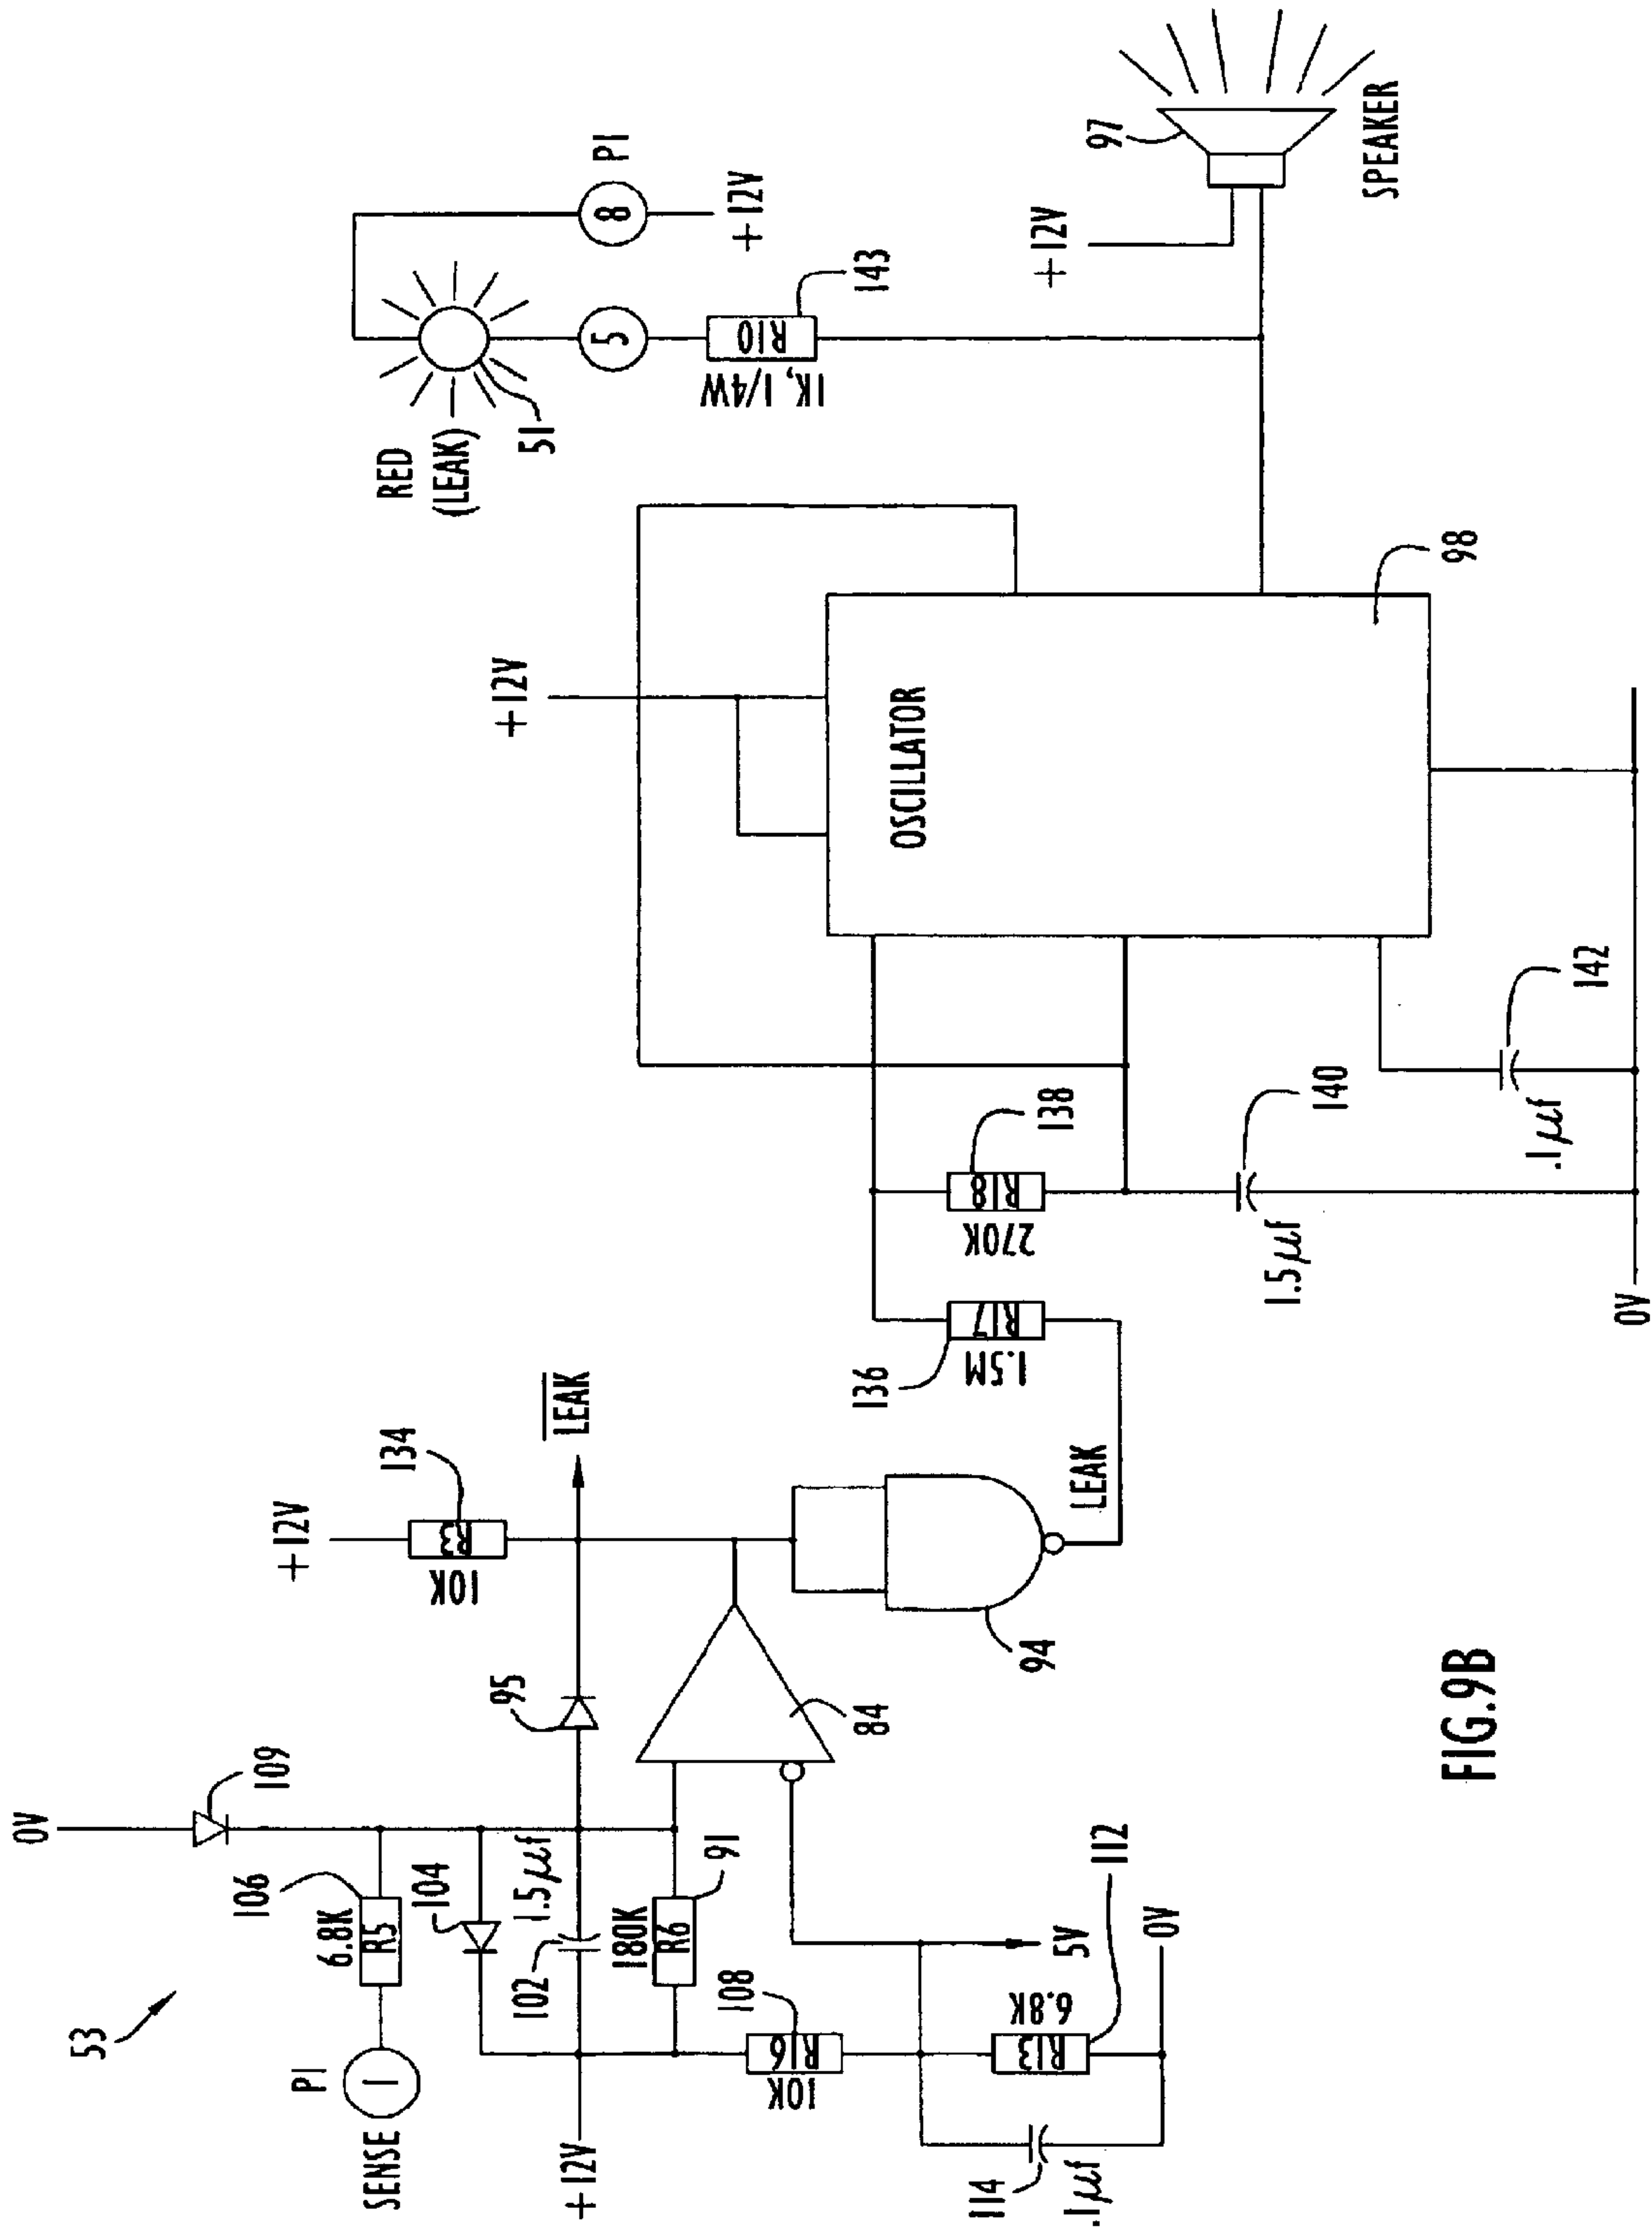 53
0V
109
106
6.8K
R5
P1
1
SENSE
104
1.5μf
102
+12V
180K
R6
91
95
+12V
134
R3
10K
LEAK
84
94
LEAK
108
R16
10K
5V
112
6.8K
R13
0V
114
.1μf
136
R17
1.5M
138
R18
270K
140
1.5μf
142
.1μf
0V
+12V
OSCILLATOR
98
RED
(LEAK)
51
5
8
P1
+12V
R10
143
1K, 1/4W
+12V
97
SPEAKER
FIG.9B